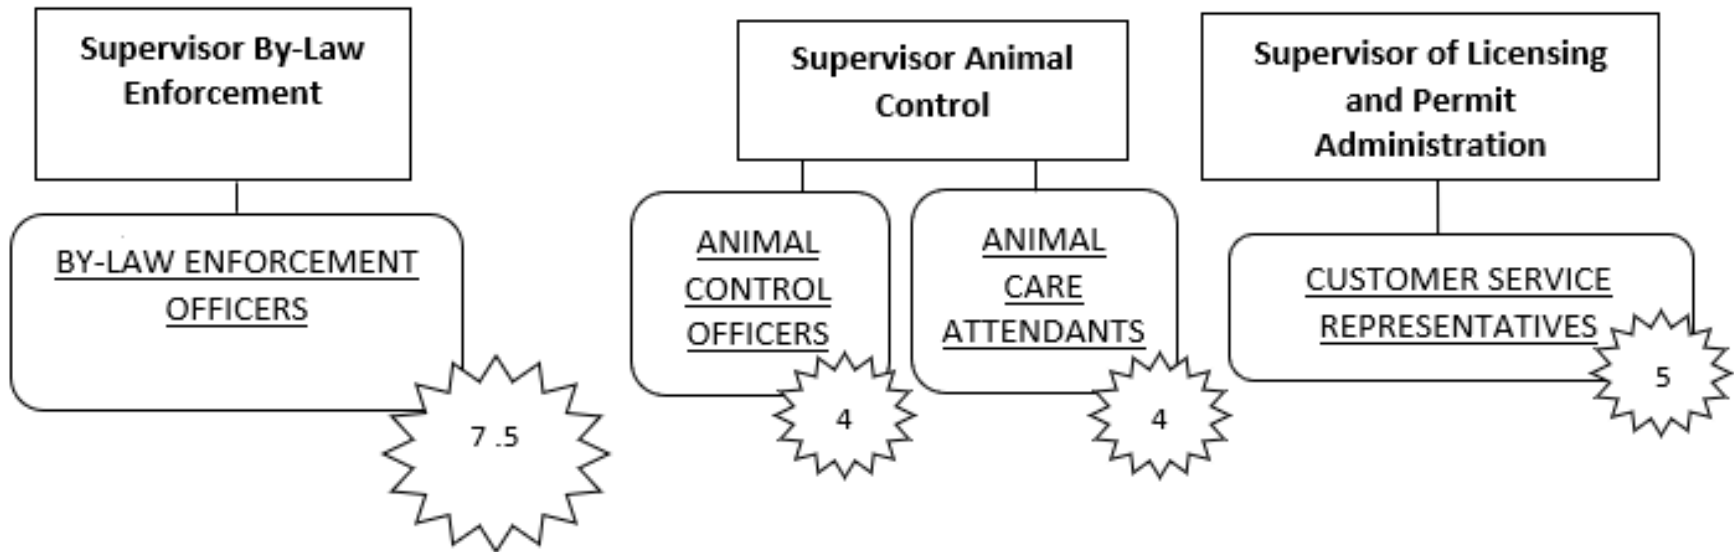 Supervisor By-Law
Enforcement
BY-LAW ENFORCEMENT
OFFICERS
7 .5
Supervisor Animal
Control
ANIMAL
CONTROL
OFFICERS
4
ANIMAL
CARE
ATTENDANTS
4
Supervisor of Licensing
and Permit
Administration
CUSTOMER SERVICE
REPRESENTATIVES
5